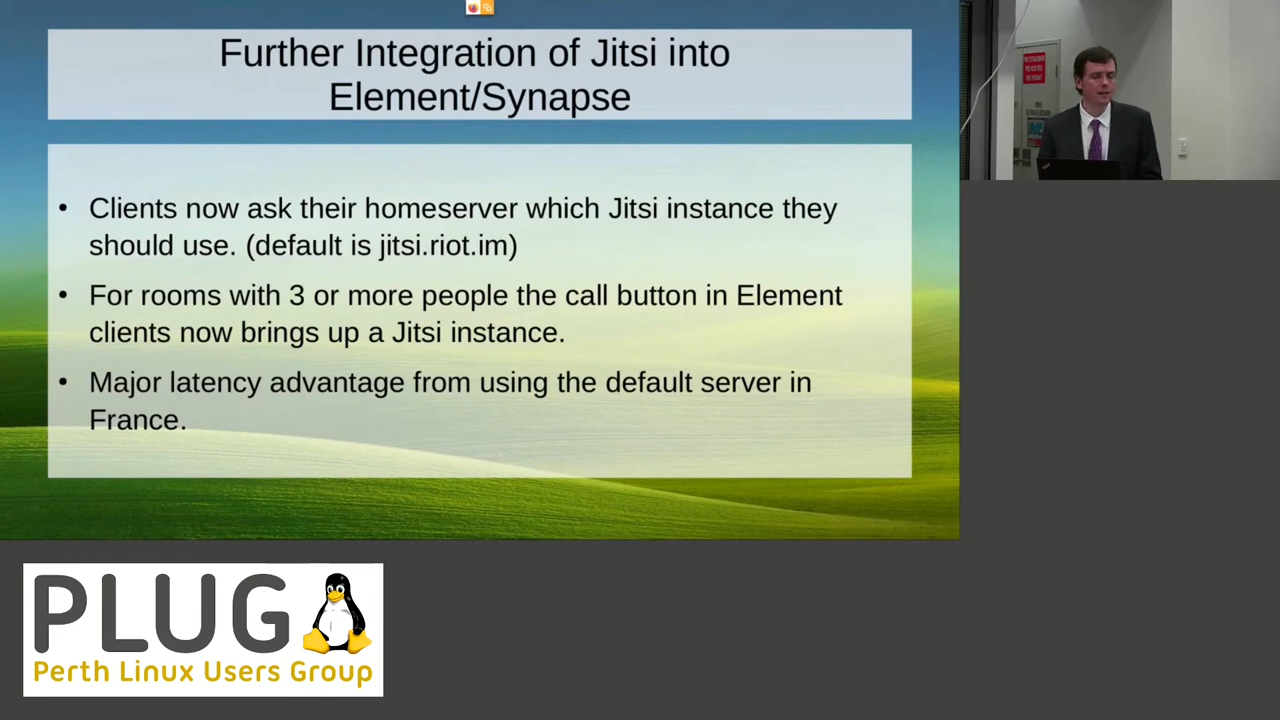 Further Integration of Jitsi into
Element/Synapse
• Clients now ask their homeserver which Jitsi instance they
should use. (default is jitsi.riot.im)
• For rooms with 3 or more people the call button in Element
clients now brings up a Jitsi instance.
• Major latency advantage from using the default server in
France.
PLUG
Perth Linux Users Group